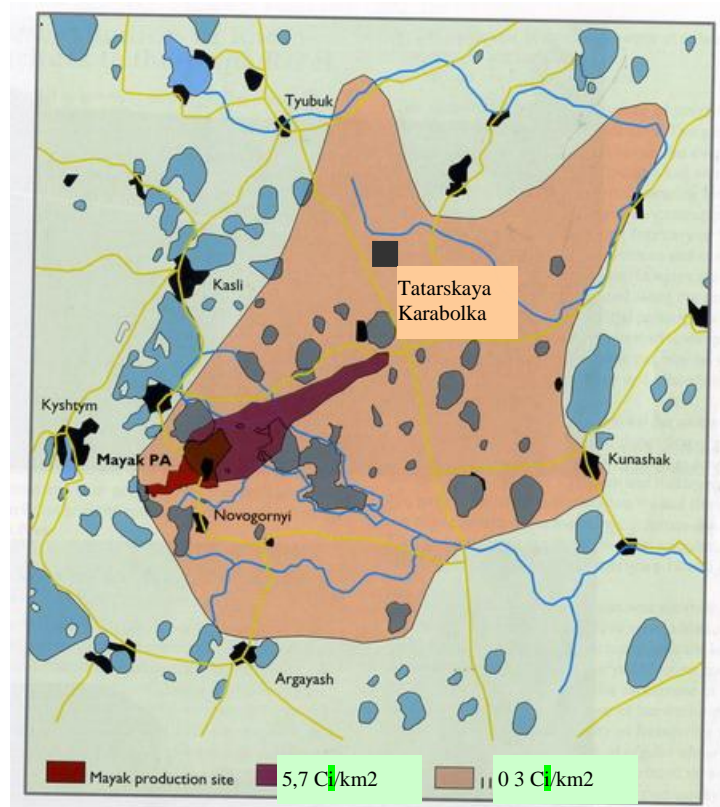 Tyubuk
Kasli
Tatarskaya
Karabolka
Kyshtym
Mayak PA
Kunashak
Novogornyi
Argayash
Mayak production site
5,7 Ci/km2
0 3 Ci/km2